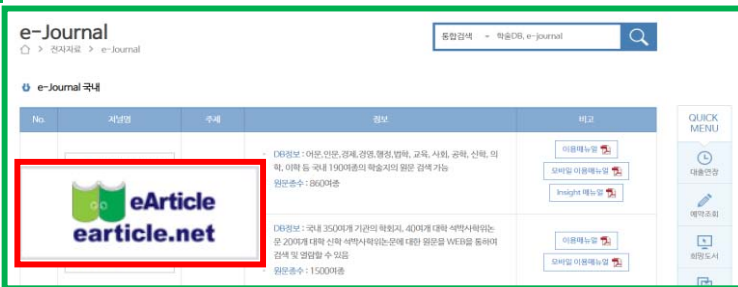 e-Journal
전자자료 > e-Journal
통합검색 - 학술DB, e-journal
e-Journal 국내
No. 저널명 주제 정보 비고
DB정보 : 어문,인문,경제,경영,행정,법학, 교육, 사회, 공학, 신학, 의
학, 이학 등 국내 190여종의 학술지의 원문 검색 가능
원문종수 : 860여종
이용매뉴얼
모바일 이용매뉴얼
Insight 매뉴얼
eArticle
earticle.net
DB정보 : 국내 350여개 기관의 학회지, 40여개 대학 석박사학위논
문 20여개 대학 신학 석박사학위논문에 대한 원문을 WEB을 통하여
검색 및 열람할 수 있음
원문종수 : 1500여종
이용매뉴얼
모바일 이용매뉴얼
QUICK
MENU
대출연장
예약조회
희망도서